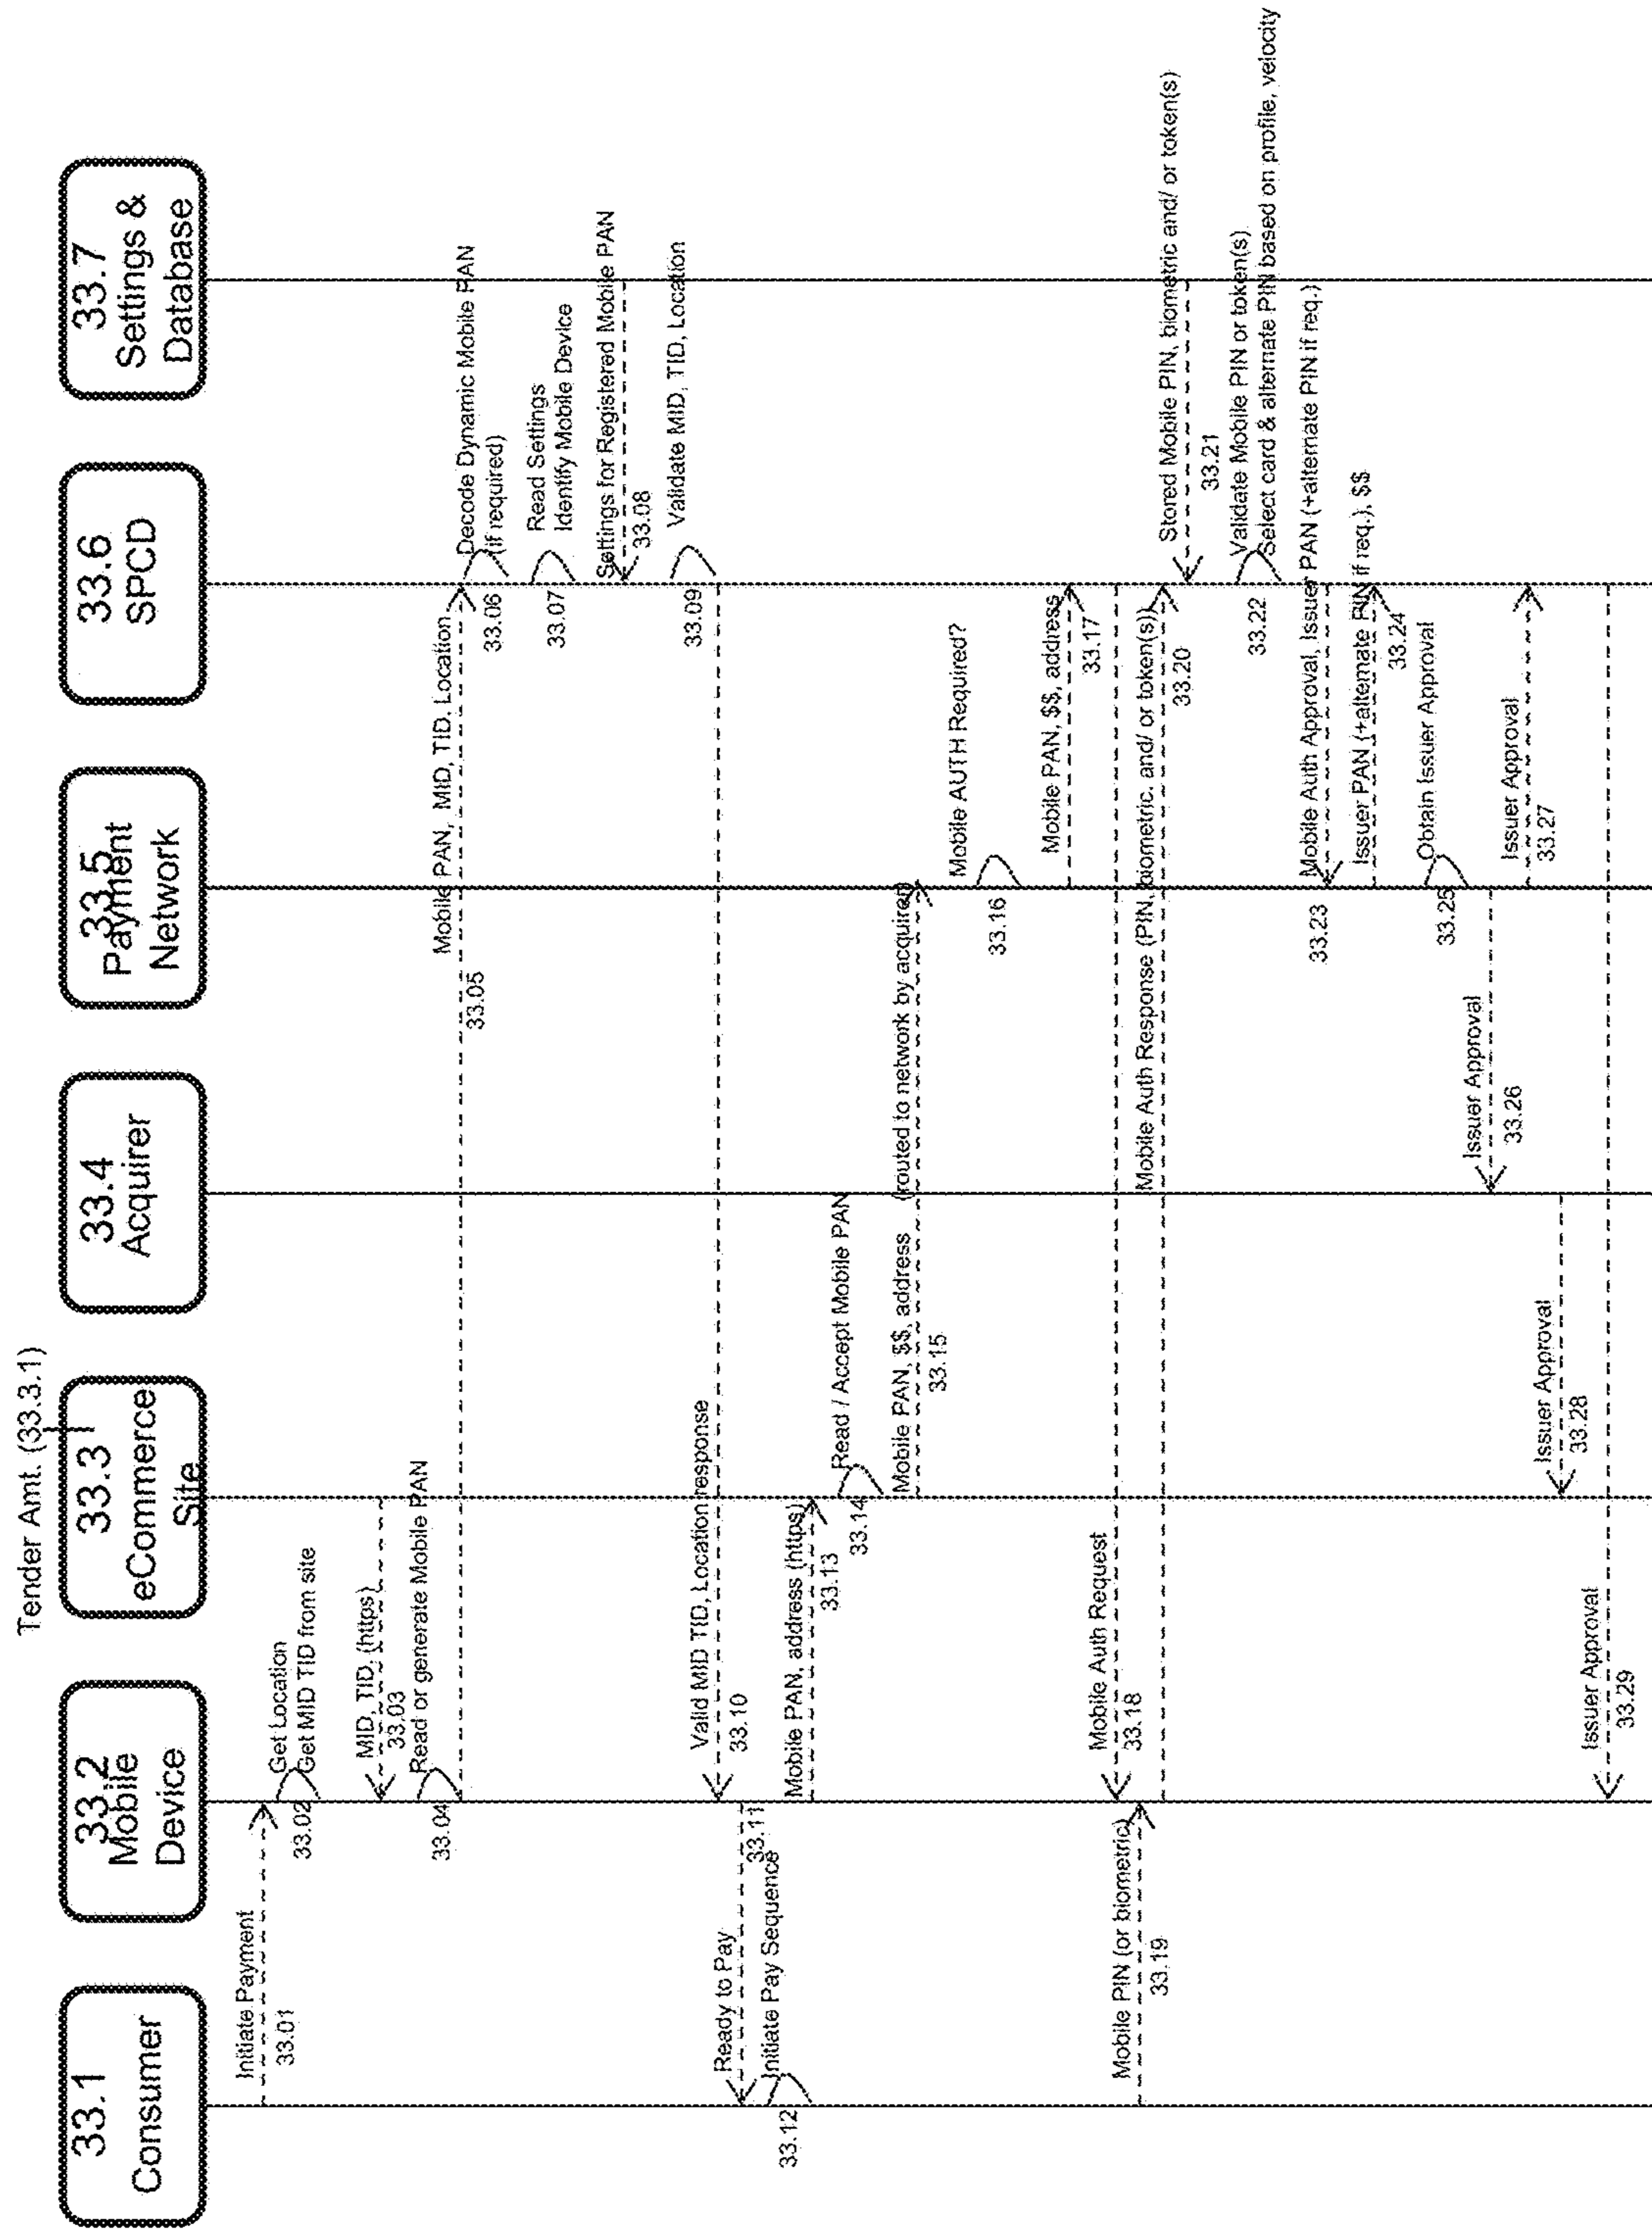 Tender Amt. (33.3.1)
33.1
Consumer
33.2
Mobile
Device
33.3
eCommerce
Site
33.4
Acquirer
33.5
Payment
Network
33.6
SPCD
33.7
Settings &
Database
Initiate Payment
33.01
Get Location
Get MID TID from site
33.02
MID, TID (https)
33.03
Read or generate Mobile PAN
33.04
Mobile PAN, MID, TID, Location
33.05
Decode Dynamic Mobile PAN
(if required)
33.06
Read Settings
Identify Mobile Device
33.07
Settings for Registered Mobile PAN
33.08
Validate MID, TID, Location
33.09
Valid MID TID, Location response
33.10
Ready to Pay
33.11
Initiate Pay Sequence
33.12
Mobile PAN, address (https)
33.13
Read / Accept Mobile PAN
33.14
Mobile PAN, $$, address (routed to network by acquirer)
33.15
Mobile AUTH Required?
33.16
Mobile PAN, $$, address
33.17
Mobile Auth Request
33.18
Mobile PIN (or biometric)
33.19
Mobile Auth Response (PIN, biometric, and/ or token(s))
33.20
Stored Mobile PIN, biometric and/ or token(s)
33.21
Validate Mobile PIN or token(s)
Select card & alternate PIN based on profile, velocity
33.22
Mobile Auth Approval, Issuer PAN (+alternate PIN if req.)
33.23
Issuer PAN (+alternate PIN if req.), $$
33.24
Obtain Issuer Approval
33.25
Issuer Approval
33.26
Issuer Approval
33.27
Issuer Approval
33.28
Issuer Approval
33.29